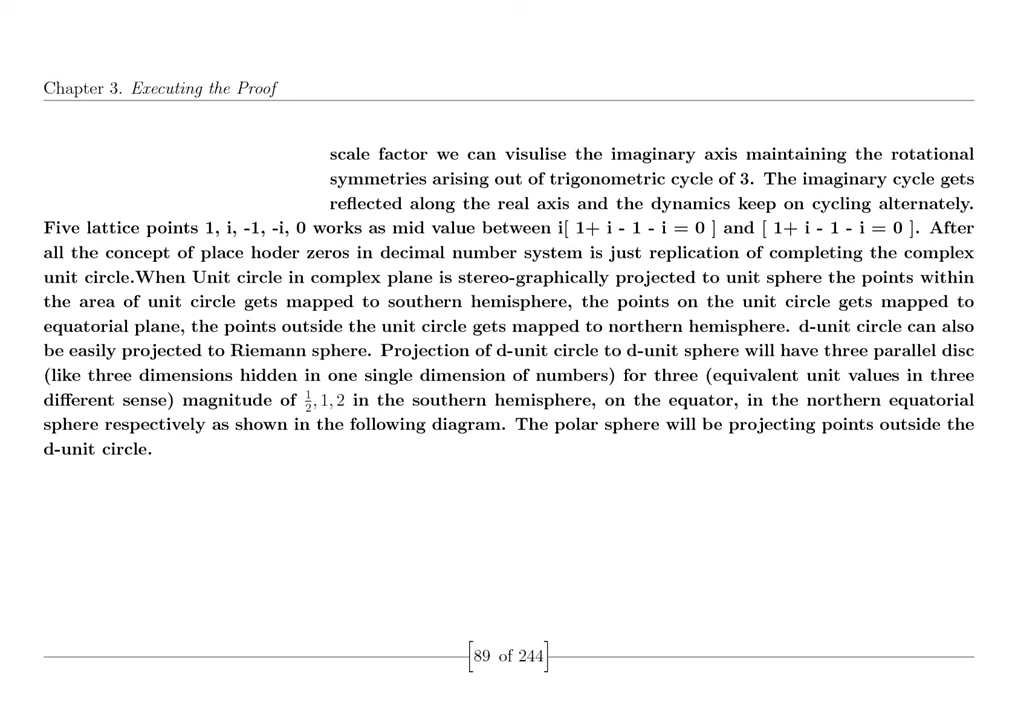 Chapter 3. Executing the Proof
scale factor we can visulise the imaginary axis maintaining the rotational
symmetries arising out of trigonometric cycle of 3. The imaginary cycle gets
reflected along the real axis and the dynamics keep on cycling alternately.
Five lattice points 1, i, -1, -i, 0 works as mid value between i[ 1+ i - 1 - i = 0 ] and [ 1+ i - 1 - i = 0 ]. After
all the concept of place hoder zeros in decimal number system is just replication of completing the complex
unit circle.When Unit circle in complex plane is stereo-graphically projected to unit sphere the points within
the area of unit circle gets mapped to southern hemisphere, the points on the unit circle gets mapped to
equatorial plane, the points outside the unit circle gets mapped to northern hemisphere. d-unit circle can also
be easily projected to Riemann sphere. Projection of d-unit circle to d-unit sphere will have three parallel disc
(like three dimensions hidden in one single dimension of numbers) for three (equivalent unit values in three
different sense) magnitude of 1/2, 1, 2 in the southern hemisphere, on the equator, in the northern equatorial
sphere respectively as shown in the following diagram. The polar sphere will be projecting points outside the
d-unit circle.
[89 of 244]